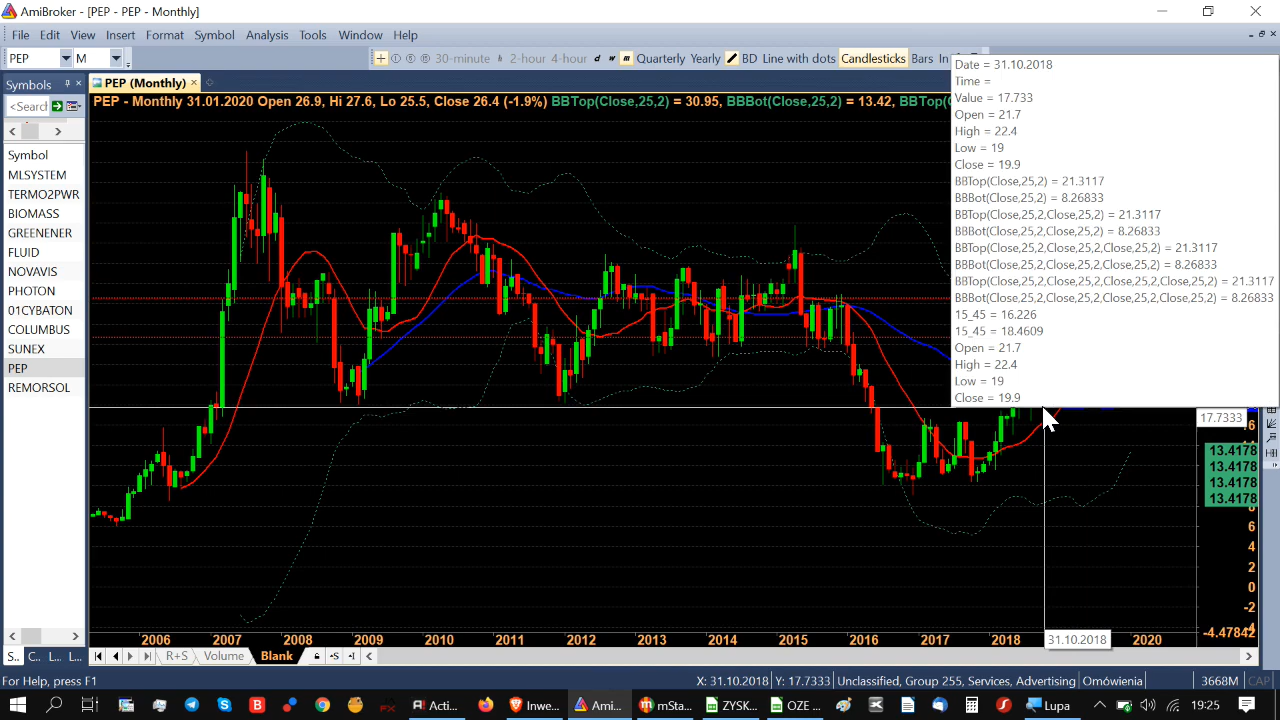 AmiBroker - [PEP - Monthly]
File Edit View Insert Format Symbol Analysis Tools Window Help
PEP M 30-minute 2-hour 4-hour d w m Quarterly Yearly BD Line with dots Candlesticks Bars In
Symbols
PEP (Monthly)
<Searc
PEP - Monthly 31.01.2020 Open 26.9, Hi 27.6, Lo 25.5, Close 26.4 (-1.9%) BBTop(Close,25,2) = 30.95, BBBot(Close,25,2) = 13.42, BBTop(C
Symbol
MLSYSTEM
TERMO2PWR
BIOMASS
GREENENER
FLUID
NOVAVIS
PHOTON
01CYBATON
COLUMBUS
SUNEX
PEP
REMORSOL
Date = 31.10.2018
Time =
Value = 17.733
Open = 21.7
High = 22.4
Low = 19
Close = 19.9
BBTop(Close,25,2) = 21.3117
BBBot(Close,25,2) = 8.26833
BBTop(Close,25,2,Close,25,2) = 21.3117
BBBot(Close,25,2,Close,25,2) = 8.26833
BBTop(Close,25,2,Close,25,2,Close,25,2) = 21.3117
BBBot(Close,25,2,Close,25,2,Close,25,2) = 8.26833
BBTop(Close,25,2,Close,25,2,Close,25,2,Close,25,2) = 21.3117
BBBot(Close,25,2,Close,25,2,Close,25,2,Close,25,2) = 8.26833
15_45 = 16.226
15_45 = 18.4609
Open = 21.7
High = 22.4
Low = 19
Close = 19.9
17.7333
13.4178
13.4178
13.4178
13.4178
8
6
4
2
0
-2
-4.47842
2006 2007 2008 2009 2010 2011 2012 2013 2014 2015 2016 2017 2018 31.10.2018 2020
S.. C.. L... L...
R+S Volume Blank
For Help, press F1
X: 31.10.2018 Y: 17.7333 Unclassified, Group 255, Services, Advertising Omówienia 3668M CAP
Acti... Inwe... Ami... mSta... ZYSK... OZE ... Lupa 19:25